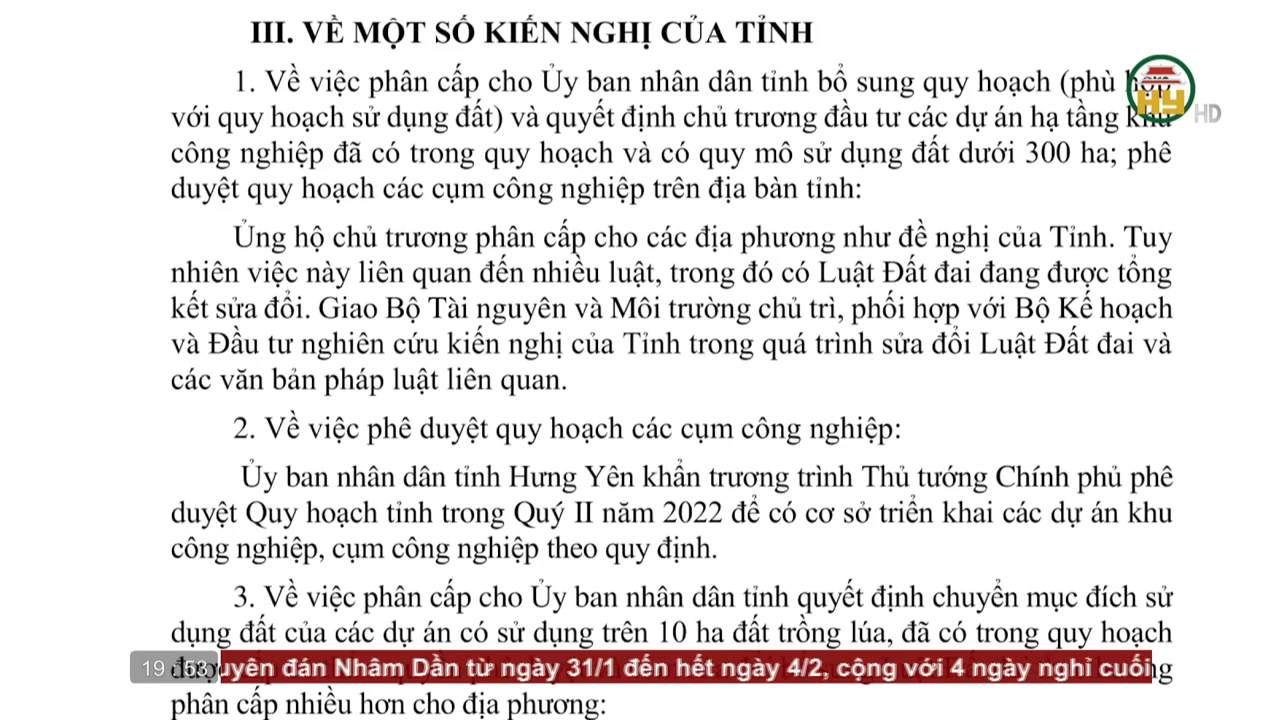 III. VỀ MỘT SỐ KIẾN NGHỊ CỦA TỈNH
1. Về việc phân cấp cho Ủy ban nhân dân tỉnh bổ sung quy hoạch (phù hợp
với quy hoạch sử dụng đất) và quyết định chủ trương đầu tư các dự án hạ tầng khu
công nghiệp đã có trong quy hoạch và có quy mô sử dụng đất dưới 300 ha; phê
duyệt quy hoạch các cụm công nghiệp trên địa bàn tỉnh:
HY HD
Ủng hộ chủ trương phân cấp cho các địa phương như đề nghị của Tỉnh. Tuy
nhiên việc này liên quan đến nhiều luật, trong đó có Luật Đất đai đang được tổng
kết sửa đổi. Giao Bộ Tài nguyên và Môi trường chủ trì, phối hợp với Bộ Kế hoạch
và Đầu tư nghiên cứu kiến nghị của Tỉnh trong quá trình sửa đổi Luật Đất đai và
các văn bản pháp luật liên quan.
2. Về việc phê duyệt quy hoạch các cụm công nghiệp:
Ủy ban nhân dân tỉnh Hưng Yên khẩn trương trình Thủ tướng Chính phủ phê
duyệt Quy hoạch tỉnh trong Quý II năm 2022 để có cơ sở triển khai các dự án khu
công nghiệp, cụm công nghiệp theo quy định.
3. Về việc phân cấp cho Ủy ban nhân dân tỉnh quyết định chuyển mục đích sử
dụng đất của các dự án có sử dụng trên 10 ha đất trồng lúa, đã có trong quy hoạch
19 53 uyên đán Nhâm Dần từ ngày 31/1 đến hết ngày 4/2, cộng với 4 ngày nghỉ cuối
phân cấp nhiều hơn cho địa phương: